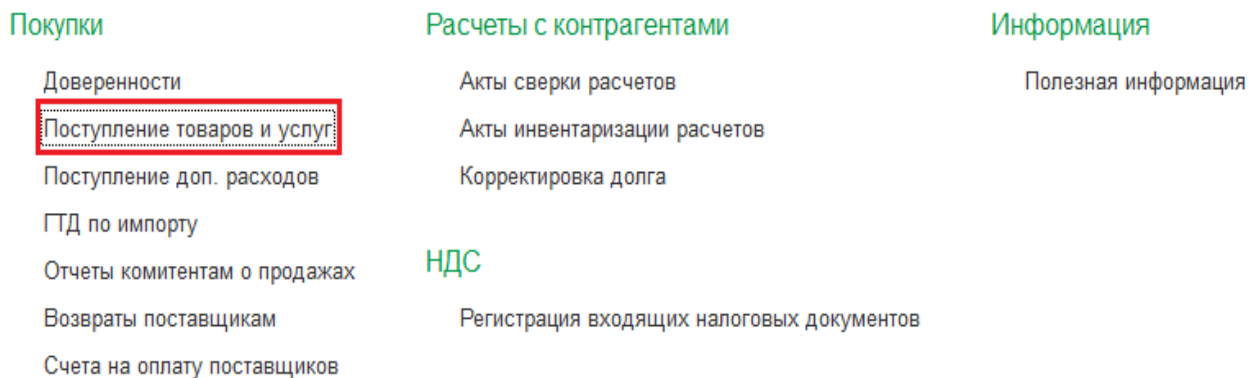 Покупки
Доверенности
Поступление товаров и услуг
Поступление доп. расходов
ГТД по импорту
Отчеты комитентам о продажах
Возвраты поставщикам
Счета на оплату поставщиков
Расчеты с контрагентами
Акты сверки расчетов
Акты инвентаризации расчетов
Корректировка долга
НДС
Регистрация входящих налоговых документов
Информация
Полезная информация